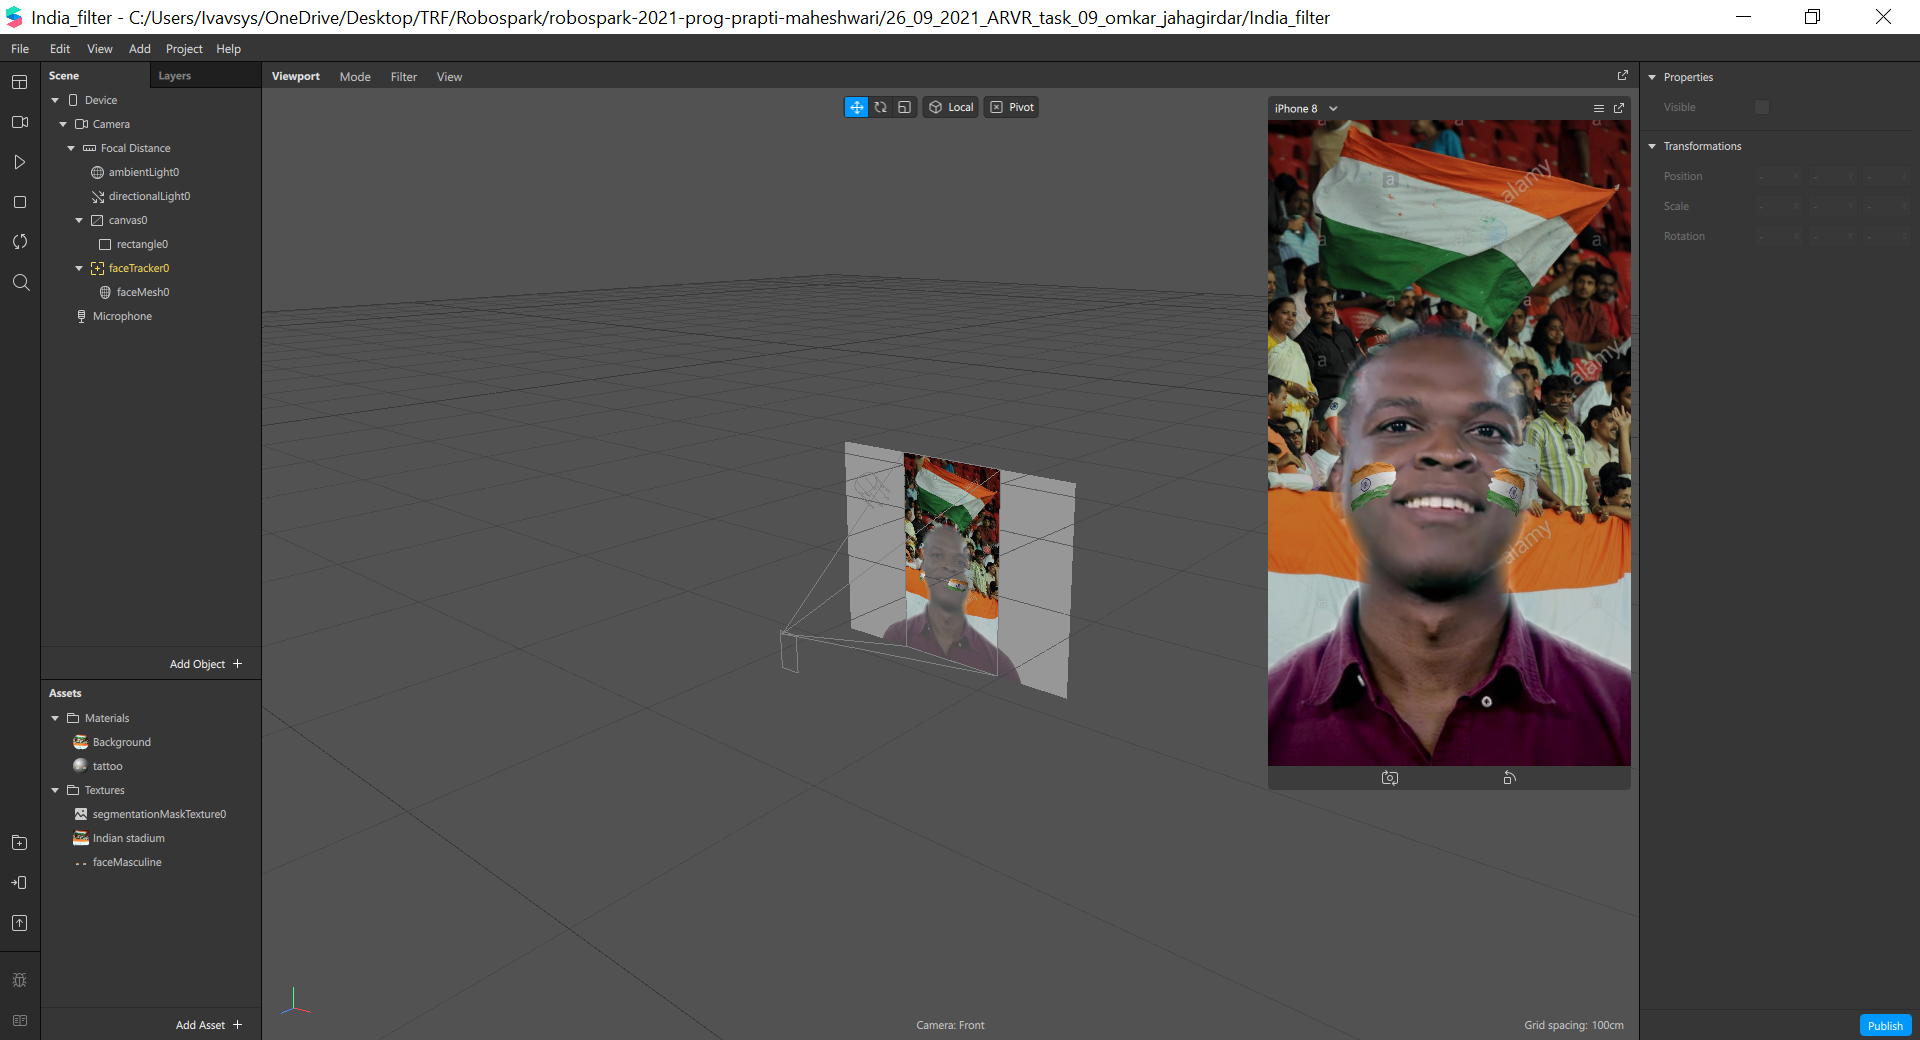 India_filter - C:/Users/lvavsys/OneDrive/Desktop/TRF/Robospark/robospark-2021-prog-prapti-maheshwari/26_09_2021_ARVR_task_09_omkar_jahagirdar/India_filter
File Edit View Add Project Help
Scene Layers
Device
Camera
Focal Distance
ambientLight0
directionalLight0
canvas0
rectangle0
faceTracker0
faceMesh0
Microphone
Add Object +
Assets
Materials
Background
tattoo
Textures
segmentationMaskTexture0
Indian stadium
faceMasculine
Add Asset +
Viewport Mode Filter View
Local Pivot
iPhone 8
a
alamy
a
a
a
a
a
alamy
alamy
Camera: Front
Grid spacing: 100cm
Properties
Visible
Transformations
Position
Scale
Rotation
Publish